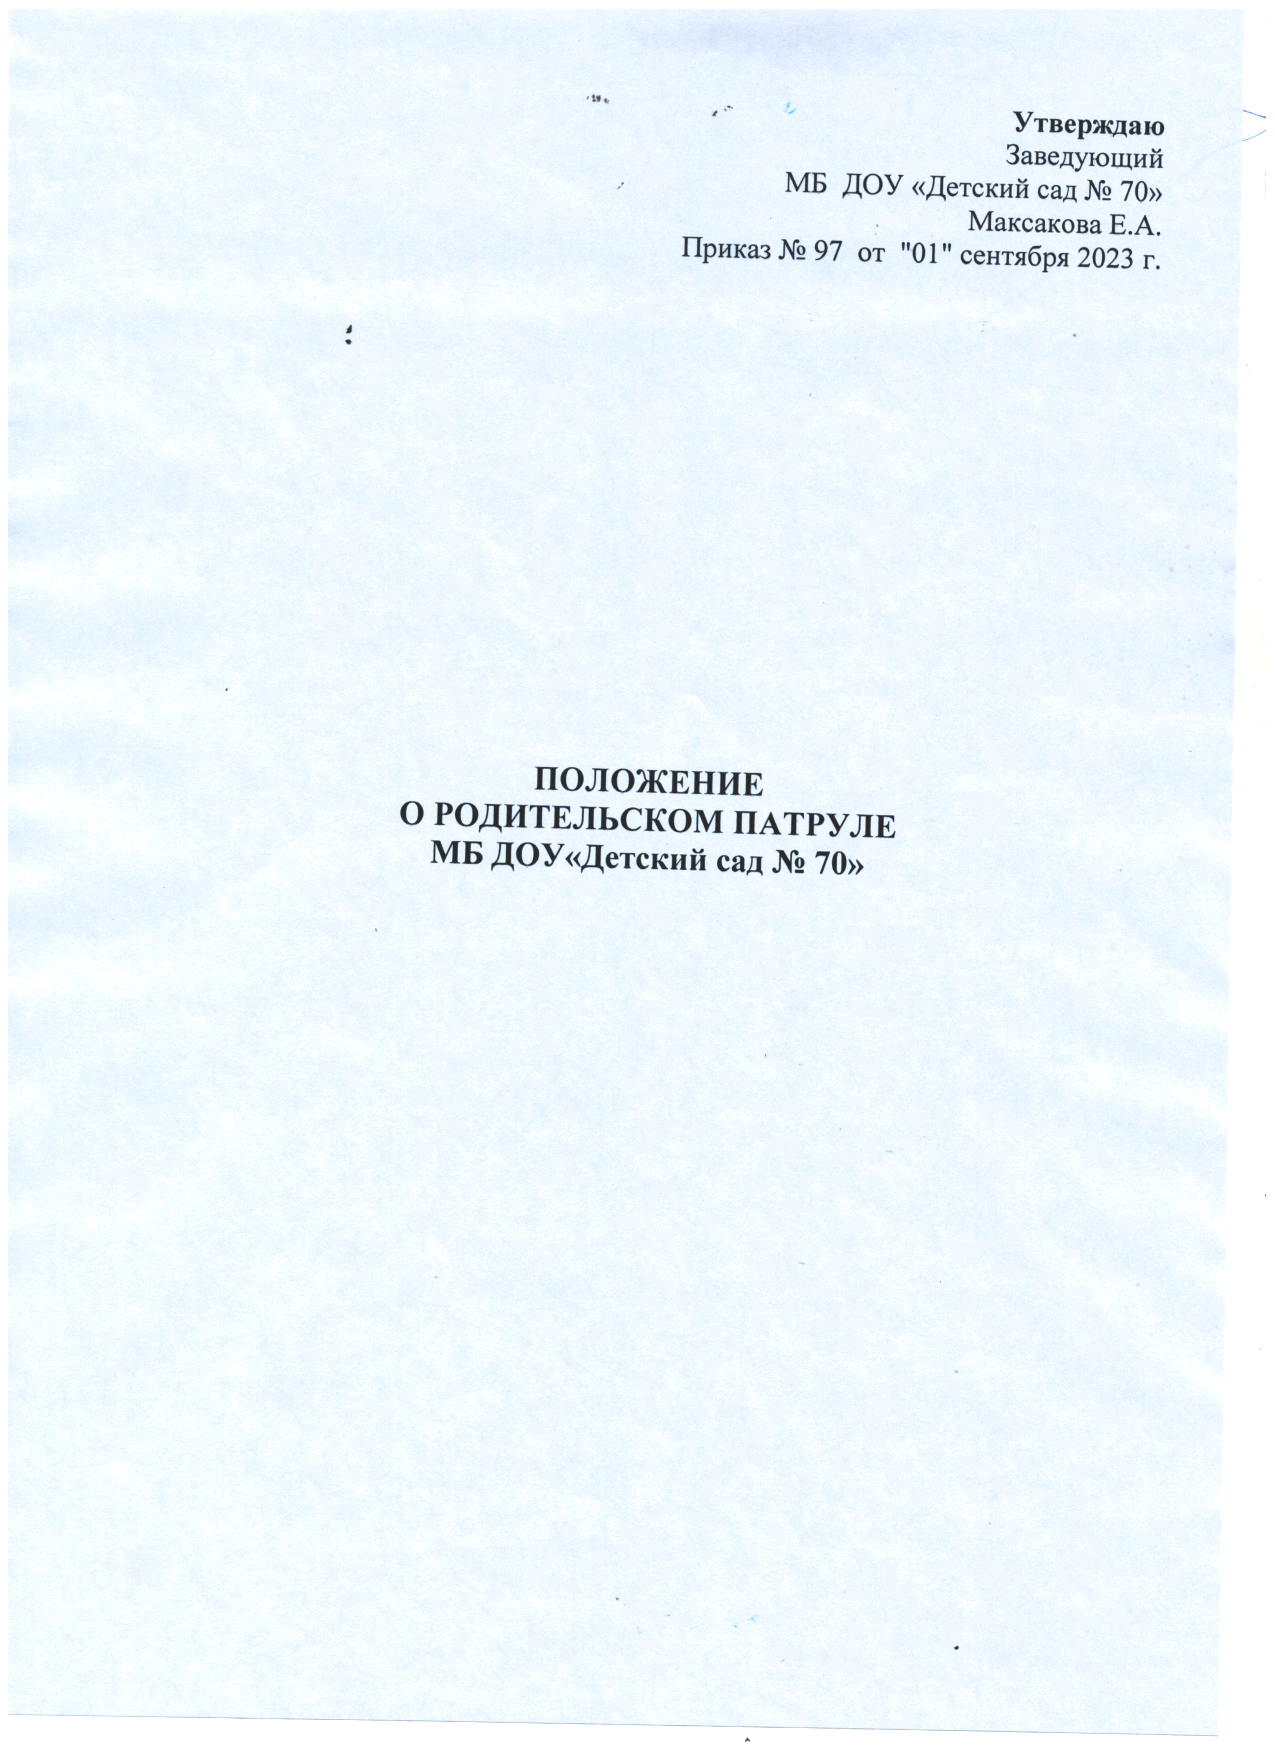 Утверждаю
Заведующий
МБ ДОУ «Детский сад № 70»
Максакова Е.А.
Приказ № 97 от "01" сентября 2023 г.
ПОЛОЖЕНИЕ
О РОДИТЕЛЬСКОМ ПАТРУЛЕ
МБ ДОУ«Детский сад № 70»